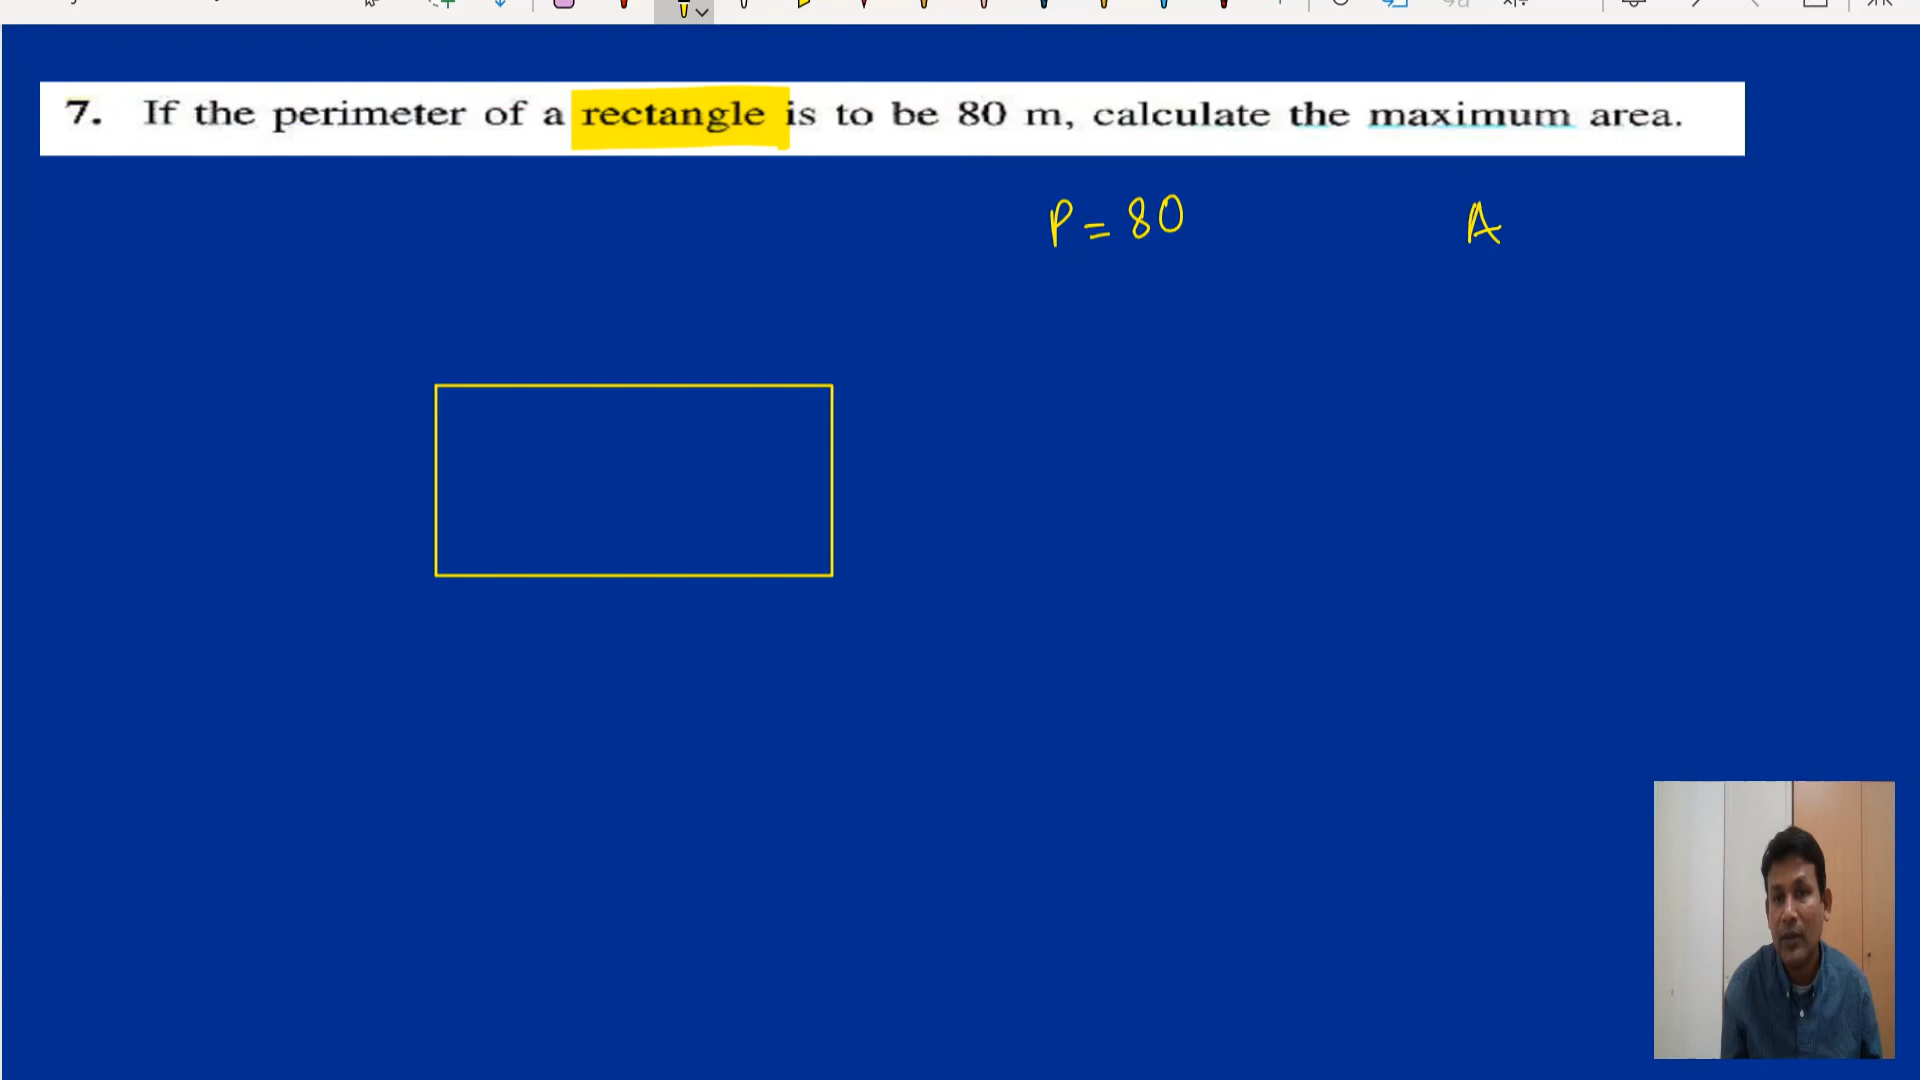 7. If the perimeter of a rectangle is to be 80 m, calculate the maximum area.
P = 80 A